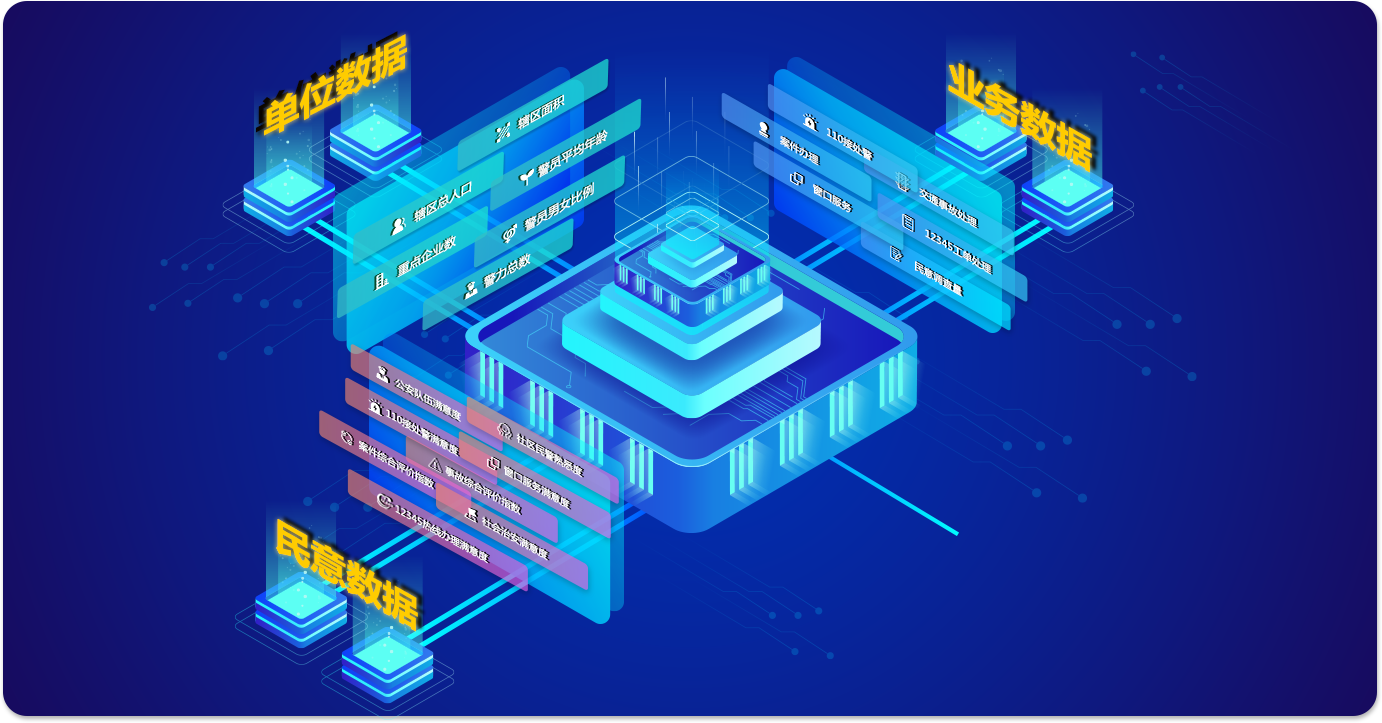 单位数据
辖区面积
警员平均年龄
辖区总人口
警员男女比例
重点企业数
警力总数
业务数据
110接处警
案件办理
窗口服务
交通事故处理
12345工单处理
民意调查量
公安队伍满意度
110接处警满意度
社区民警熟悉度
案件综合评价指数
窗口服务满意度
事故综合评价指数
12345热线办理满意度
社会治安满意度
民意数据